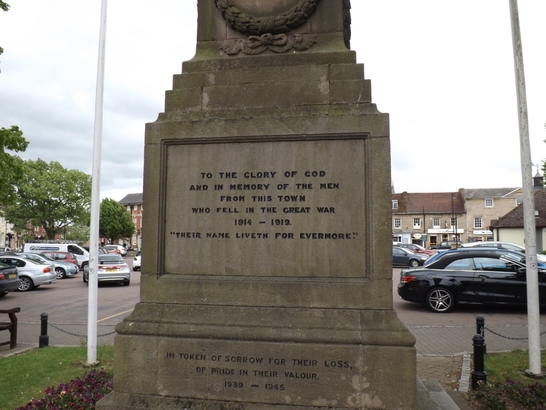 TO THE GLORY OF GOD
AND IN MEMORY OF THE MEN
FROM THIS TOWN
WHO FELL IN THE GREAT WAR
1914 – 1919.
"THEIR NAME LIVETH FOR EVERMORE."
IN TOKEN OF SORROW FOR THEIR LOSS,
OF PRIDE IN THEIR VALOUR.
1939 – 1945